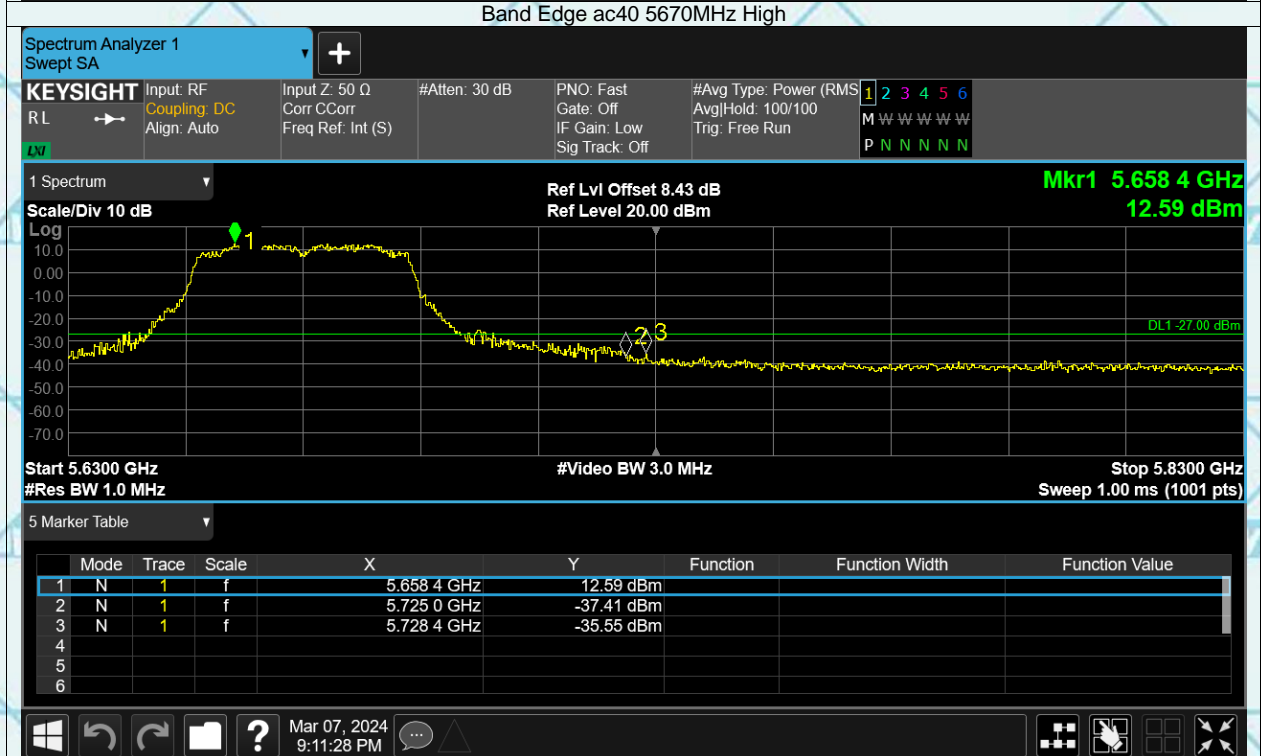 Band Edge ac40 5670MHz High
Spectrum Analyzer 1
Swept SA
KEYSIGHT
R L
LXI
Input: RF
Coupling: DC
Align: Auto
Input Z: 50 Ω
Corr CCorr
Freq Ref: Int (S)
#Atten: 30 dB
PNO: Fast
Gate: Off
IF Gain: Low
Sig Track: Off
#Avg Type: Power (RMS
Avg|Hold: 100/100
Trig: Free Run
1 2 3 4 5 6
M W W W W W
P N N N N N
1 Spectrum
Scale/Div 10 dB
Ref Lvl Offset 8.43 dB
Ref Level 20.00 dBm
Mkr1 5.658 4 GHz
12.59 dBm
Log
10.0
0.00
-10.0
-20.0
-30.0
-40.0
-50.0
-60.0
-70.0
1
2 3
DL1 -27.00 dBm
Start 5.6300 GHz
#Res BW 1.0 MHz
#Video BW 3.0 MHz
Stop 5.8300 GHz
Sweep 1.00 ms (1001 pts)
5 Marker Table
Mode Trace Scale X Y Function Function Width Function Value
1 N 1 f 5.658 4 GHz 12.59 dBm
2 N 1 f 5.725 0 GHz -37.41 dBm
3 N 1 f 5.728 4 GHz -35.55 dBm
4
5
6
?
Mar 07, 2024
9:11:28 PM